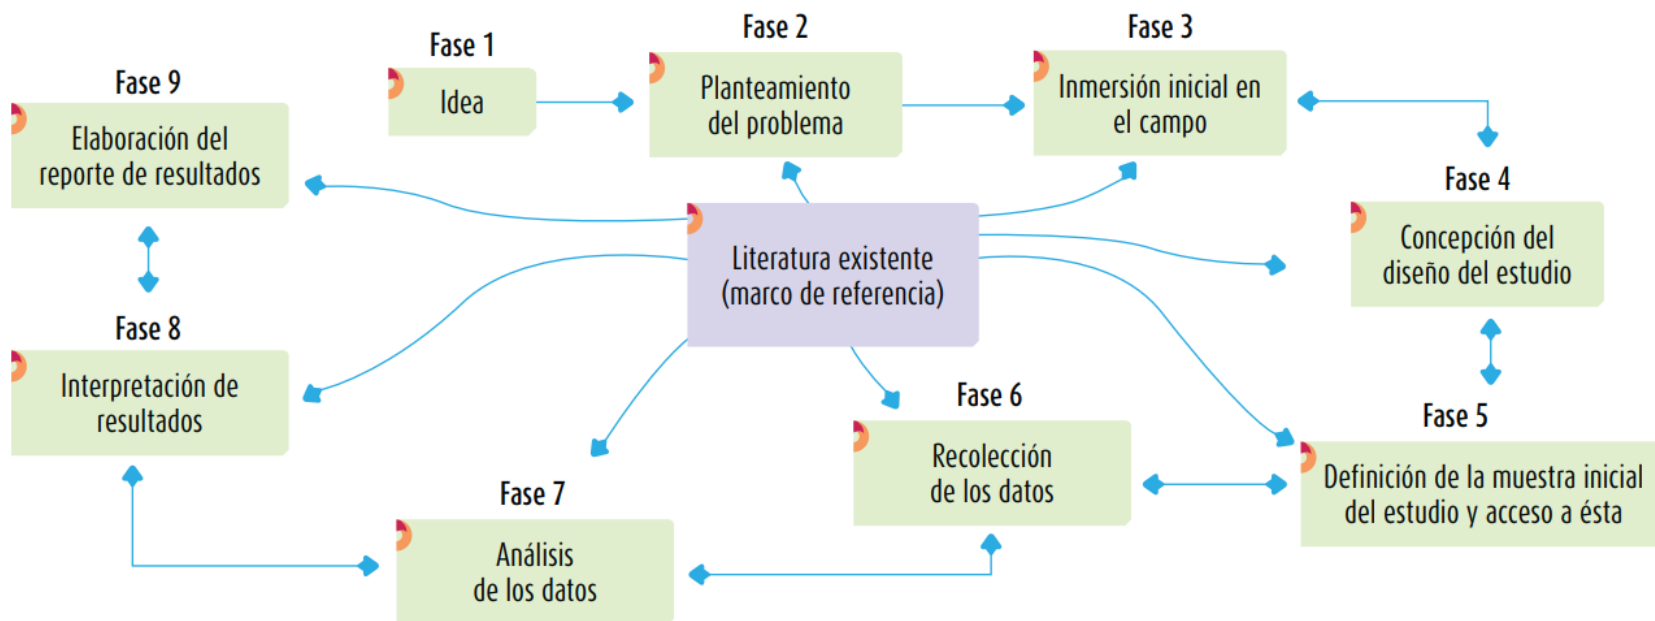 Fase 1
Idea
Fase 2
Planteamiento
del problema
Fase 3
Inmersión inicial en
el campo
Fase 4
Concepción del
diseño del estudio
Fase 5
Definición de la muestra inicial
del estudio y acceso a ésta
Fase 6
Recolección
de los datos
Fase 7
Análisis
de los datos
Fase 8
Interpretación de
resultados
Fase 9
Elaboración del
reporte de resultados
Literatura existente
(marco de referencia)